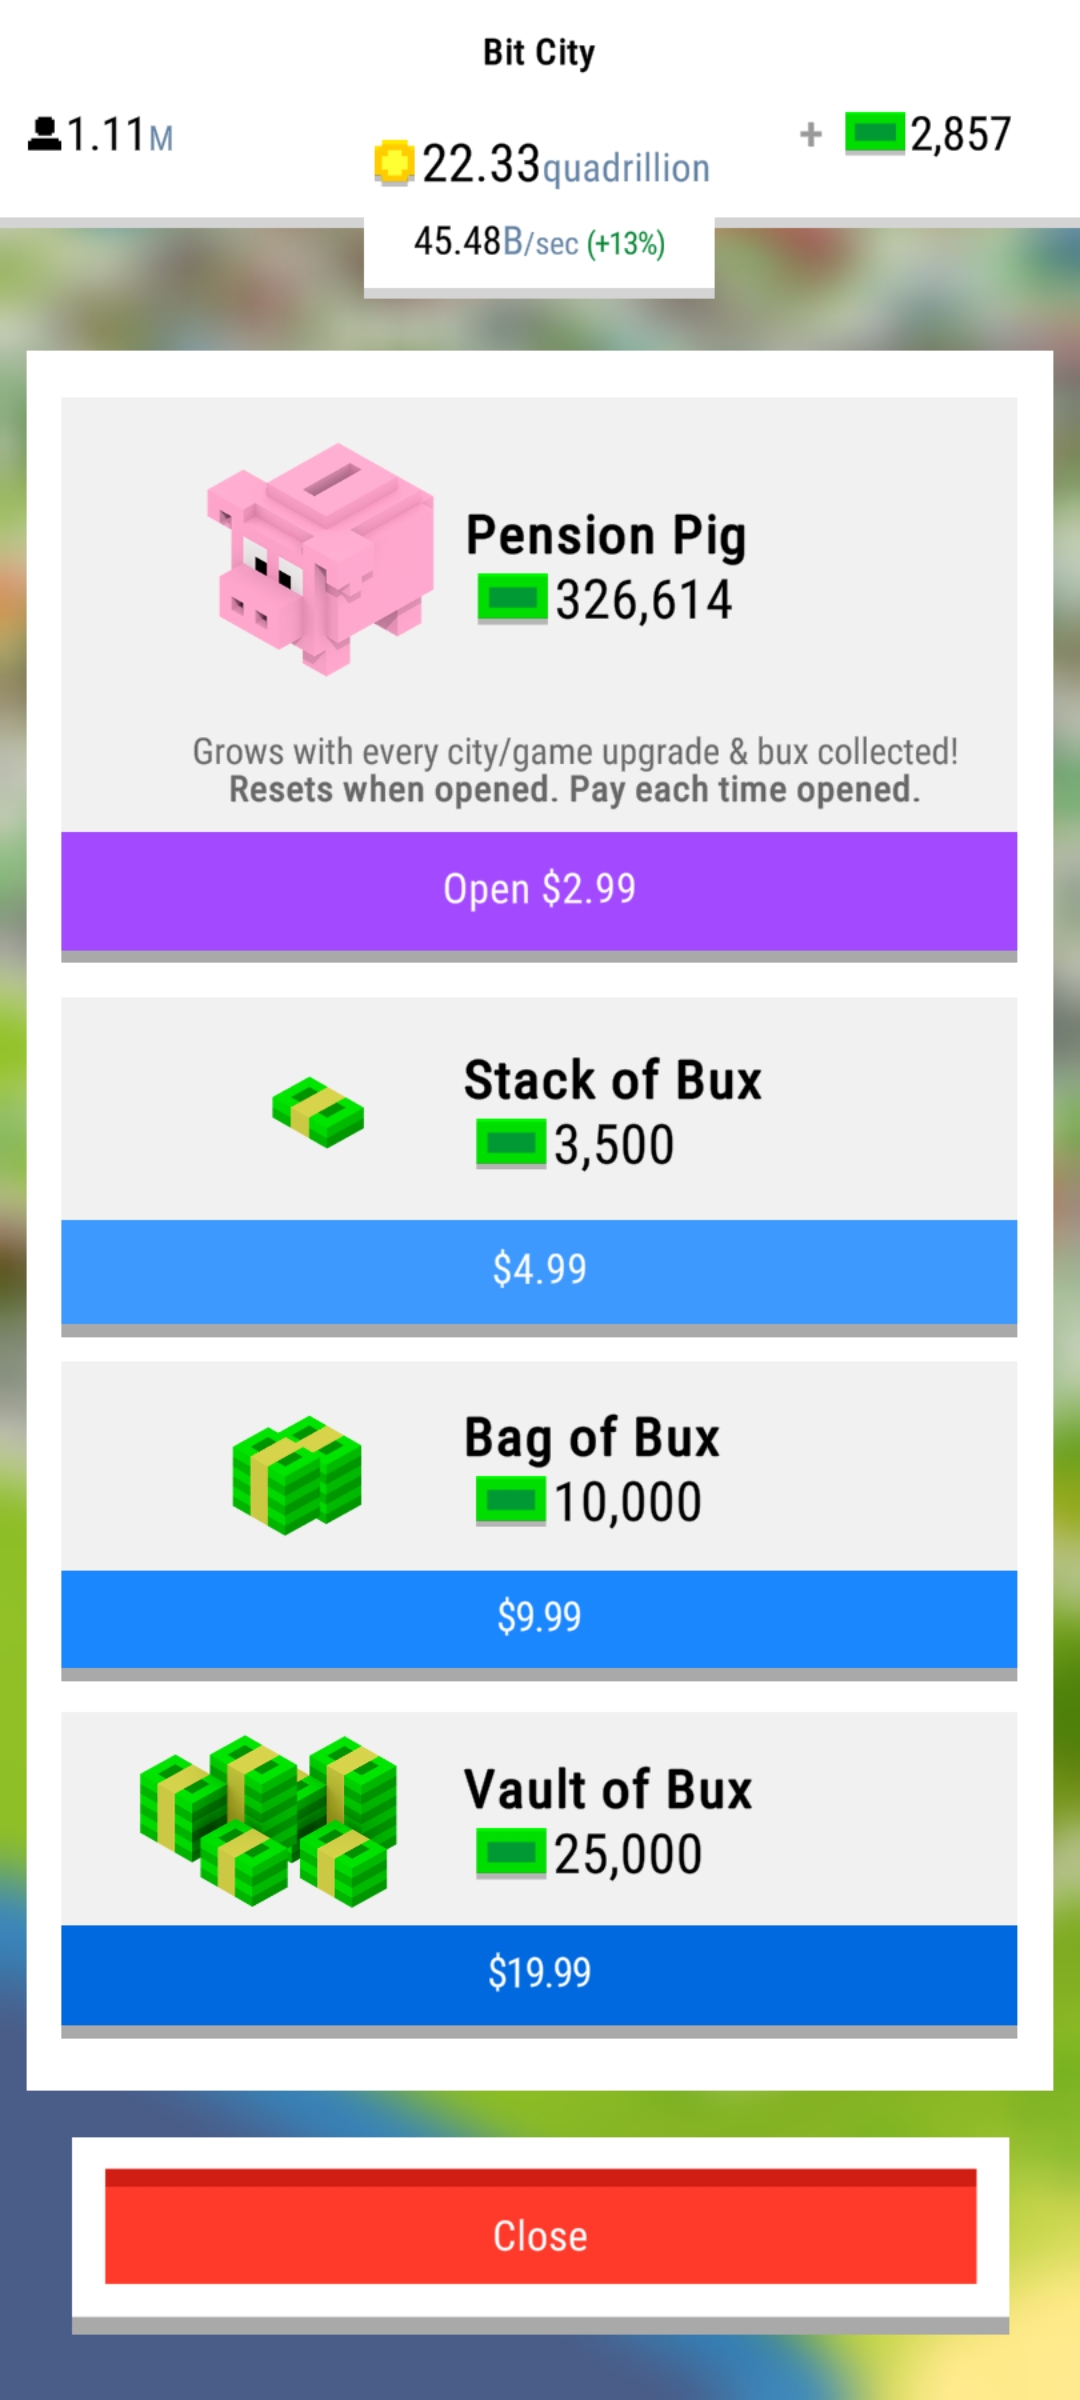 Bit City
1.11M
22.33quadrillion
+ 2,857
45.48B/sec (+13%)
Pension Pig
326,614
Grows with every city/game upgrade & bux collected!
Resets when opened. Pay each time opened.
Open $2.99
Stack of Bux
3,500
$4.99
Bag of Bux
10,000
$9.99
Vault of Bux
25,000
$19.99
Close